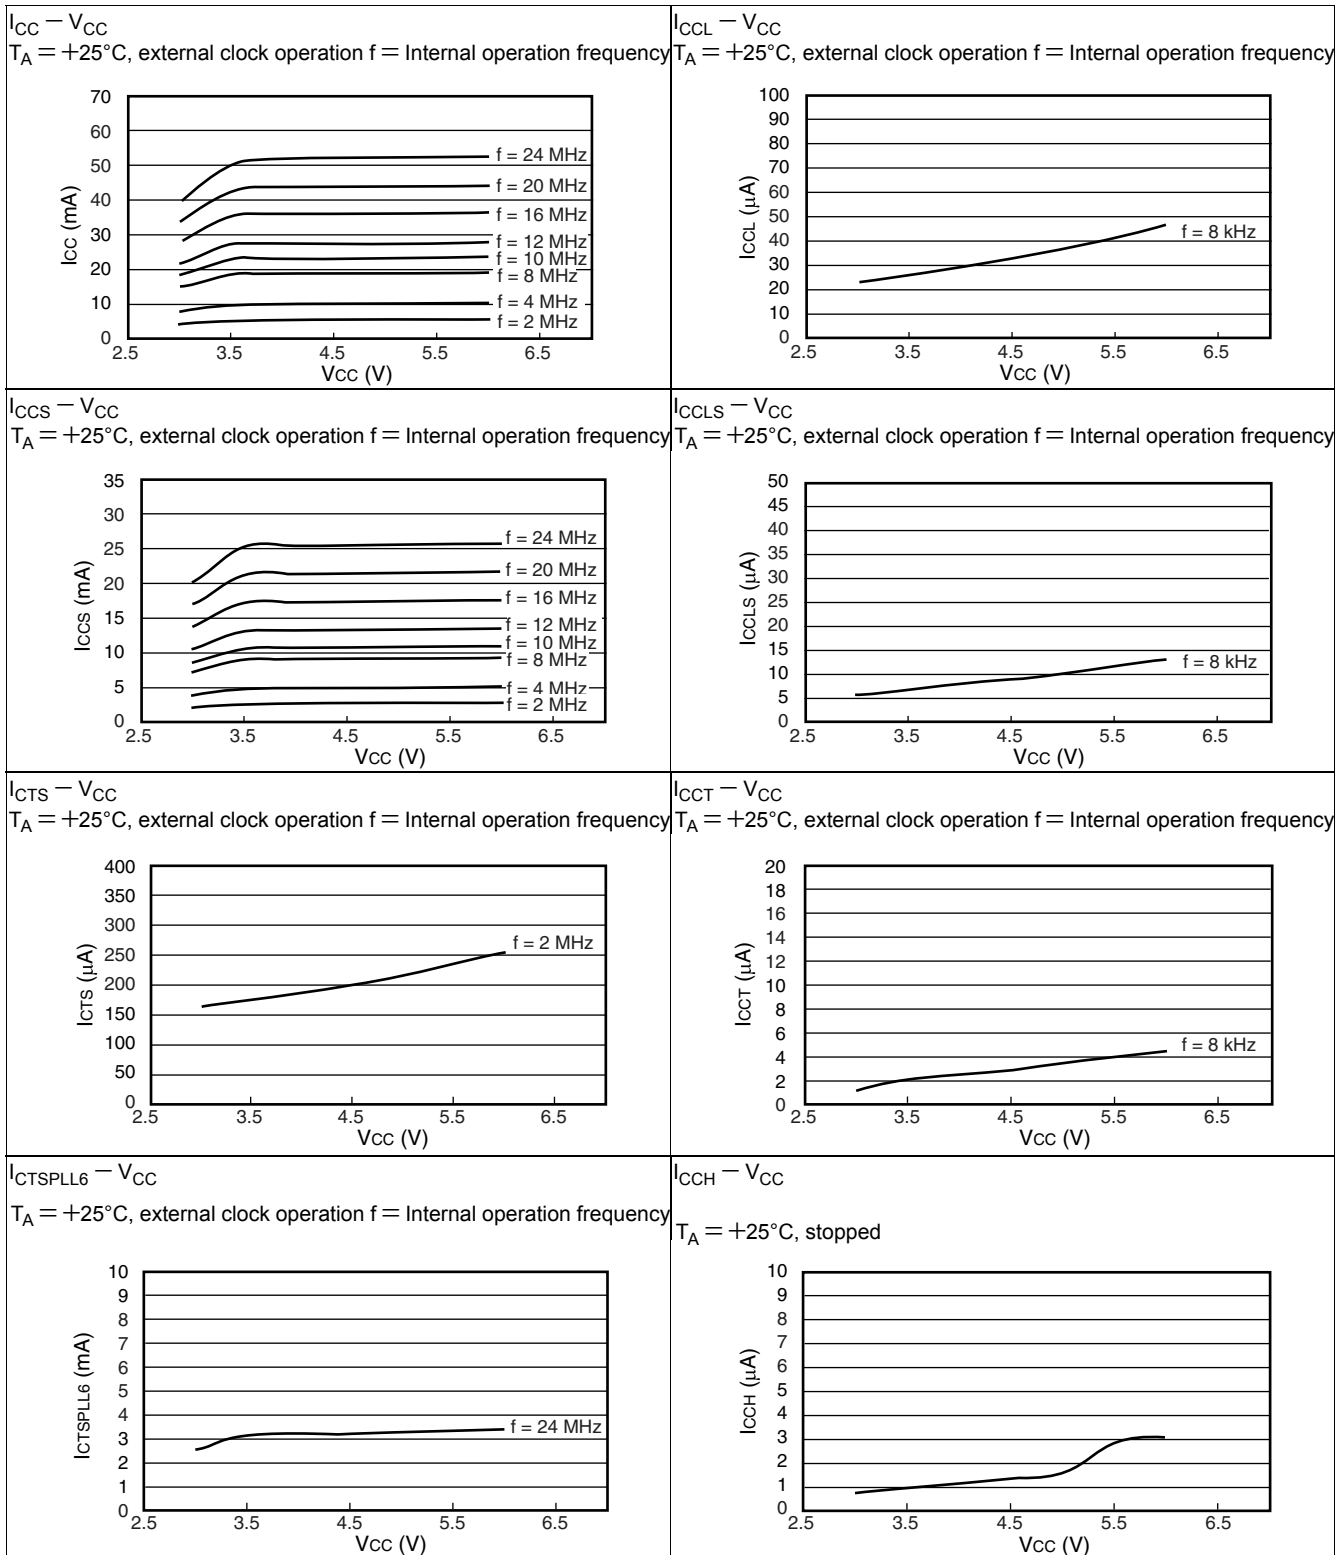 ICC − VCC
TA = +25°C, external clock operation f = Internal operation frequency
70
60
50
40
30
20
10
0
ICC (mA)
f = 24 MHz
f = 20 MHz
f = 16 MHz
f = 12 MHz
f = 10 MHz
f = 8 MHz
f = 4 MHz
f = 2 MHz
2.5 3.5 4.5 5.5 6.5
VCC (V)
ICCL − VCC
TA = +25°C, external clock operation f = Internal operation frequency
100
90
80
70
60
50
40
30
20
10
0
ICCL (µA)
f = 8 kHz
2.5 3.5 4.5 5.5 6.5
VCC (V)
ICCS − VCC
TA = +25°C, external clock operation f = Internal operation frequency
35
30
25
20
15
10
5
0
ICCS (mA)
f = 24 MHz
f = 20 MHz
f = 16 MHz
f = 12 MHz
f = 10 MHz
f = 8 MHz
f = 4 MHz
f = 2 MHz
2.5 3.5 4.5 5.5 6.5
VCC (V)
ICCLS − VCC
TA = +25°C, external clock operation f = Internal operation frequency
50
45
40
35
30
25
20
15
10
5
0
ICCLS (µA)
f = 8 kHz
2.5 3.5 4.5 5.5 6.5
VCC (V)
ICTS − VCC
TA = +25°C, external clock operation f = Internal operation frequency
400
350
300
250
200
150
100
50
0
ICTS (µA)
f = 2 MHz
2.5 3.5 4.5 5.5 6.5
VCC (V)
ICCT − VCC
TA = +25°C, external clock operation f = Internal operation frequency
20
18
16
14
12
10
8
6
4
2
0
ICCT (µA)
f = 8 kHz
2.5 3.5 4.5 5.5 6.5
VCC (V)
ICTSPLL6 − VCC
TA = +25°C, external clock operation f = Internal operation frequency
10
9
8
7
6
5
4
3
2
1
0
ICTSPLL6 (mA)
f = 24 MHz
2.5 3.5 4.5 5.5 6.5
VCC (V)
ICCH − VCC
TA = +25°C, stopped
10
9
8
7
6
5
4
3
2
1
0
ICCH (µA)
2.5 3.5 4.5 5.5 6.5
VCC (V)